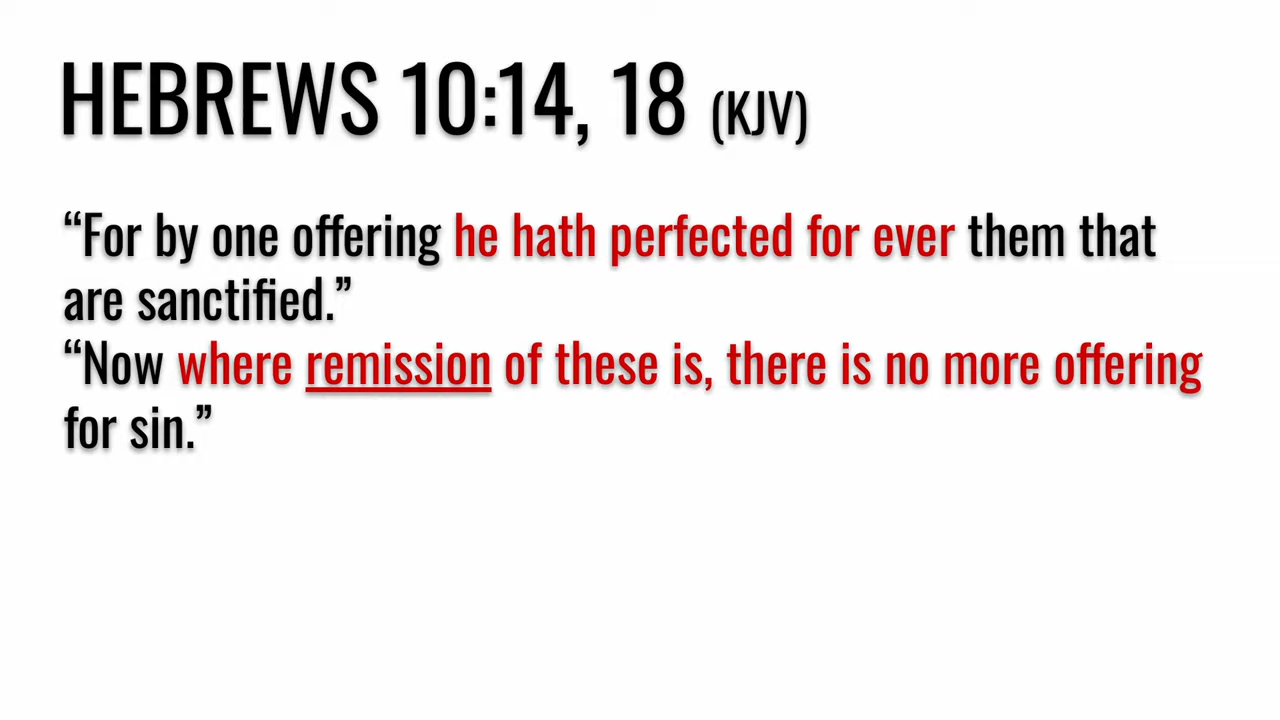 HEBREWS 10:14, 18 (KJV)
“For by one offering he hath perfected for ever them that
are sanctified.”
“Now where remission of these is, there is no more offering
for sin.”